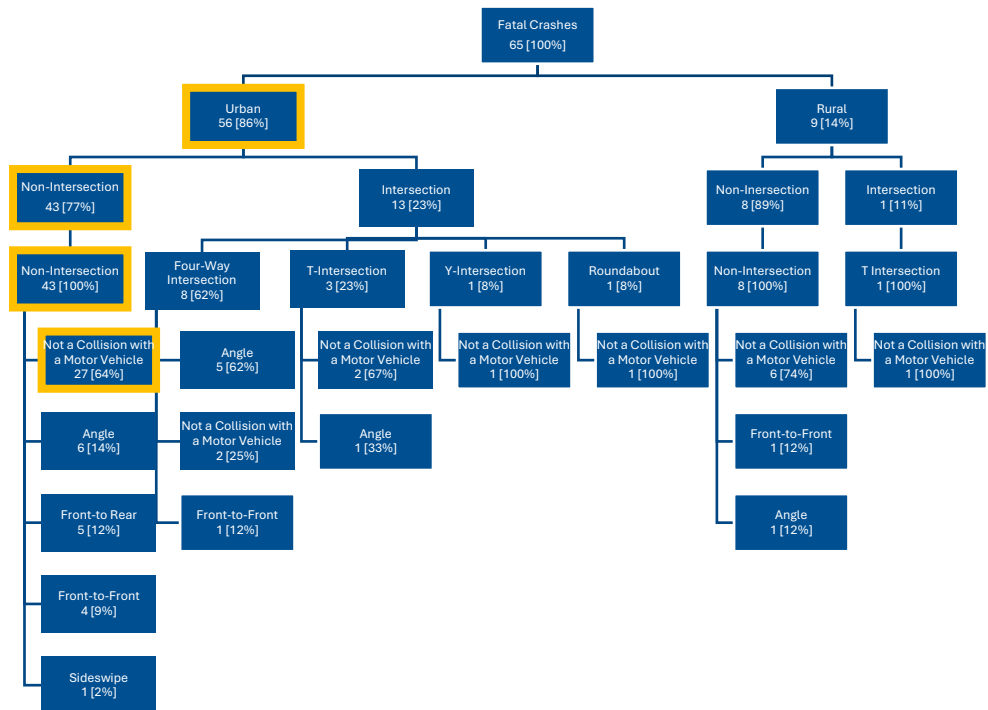 Fatal Crashes
65 [100%]
Urban
56 [86%]
Rural
9 [14%]
Non-Intersection
43 [77%]
Intersection
13 [23%]
Non-Inersection
8 [89%]
Intersection
1 [11%]
Non-Intersection
43 [100%]
Four-Way
Intersection
8 [62%]
T-Intersection
3 [23%]
Y-Intersection
1 [8%]
Roundabout
1 [8%]
Non-Intersection
8 [100%]
T Intersection
1 [100%]
Not a Collision with
a Motor Vehicle
27 [64%]
Angle
5 [62%]
Not a Collision with
a Motor Vehicle
2 [67%]
Not a Collision with
a Motor Vehicle
1 [100%]
Not a Collision with
a Motor Vehicle
1 [100%]
Not a Collision with
a Motor Vehicle
6 [74%]
Not a Collision with
a Motor Vehicle
1 [100%]
Angle
6 [14%]
Not a Collision with
a Motor Vehicle
2 [25%]
Angle
1 [33%]
Front-to-Front
1 [12%]
Front-to Rear
5 [12%]
Front-to-Front
1 [12%]
Angle
1 [12%]
Front-to-Front
4 [9%]
Sideswipe
1 [2%]